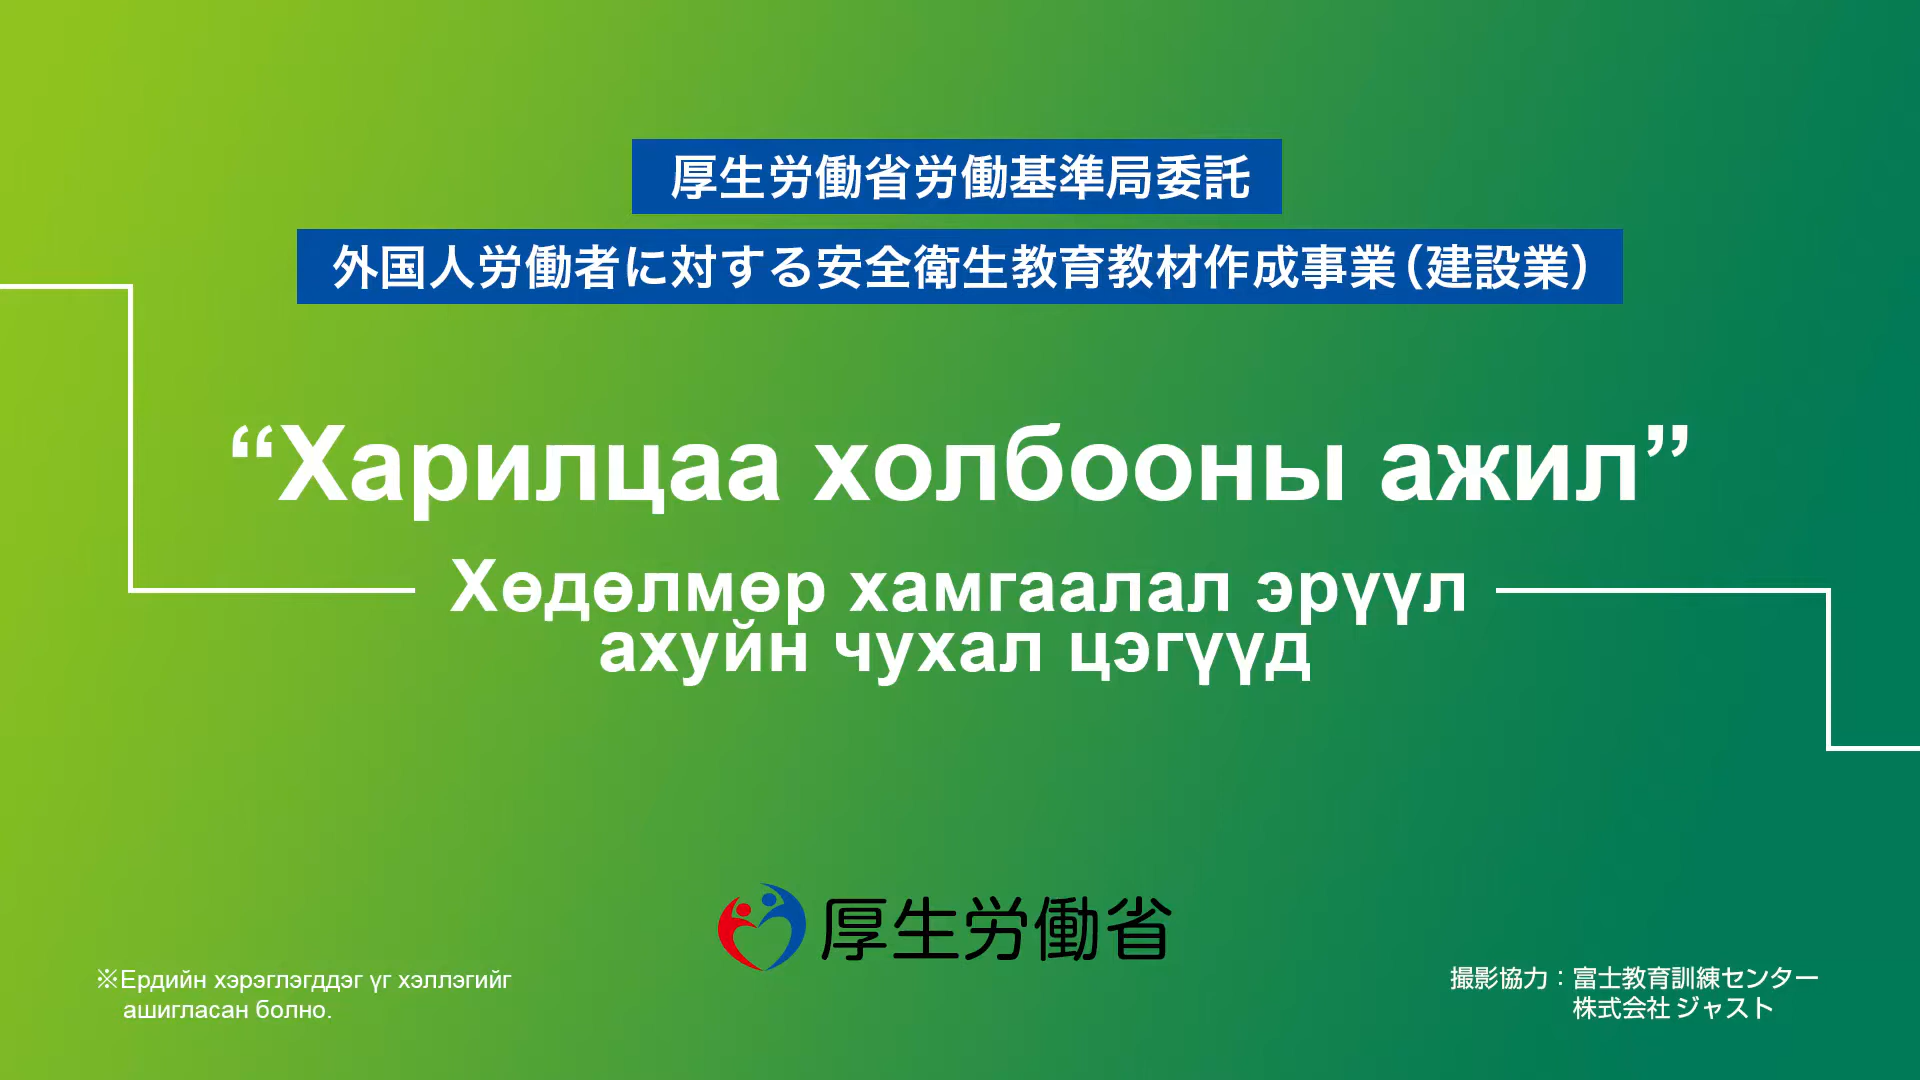 厚生労働省労働基準局委託
外国人労働者に対する安全衛生教育教材作成事業（建設業）
“Харилцаа холбооны ажил”
Хөдөлмөр хамгаалал эрүүл
ахуйн чухал цэгүүд
厚生労働省
※Ердийн хэрэглэгддэг үг хэллэгийг
ашигласан болно.
撮影協力：富士教育訓練センター
株式会社 ジャスト